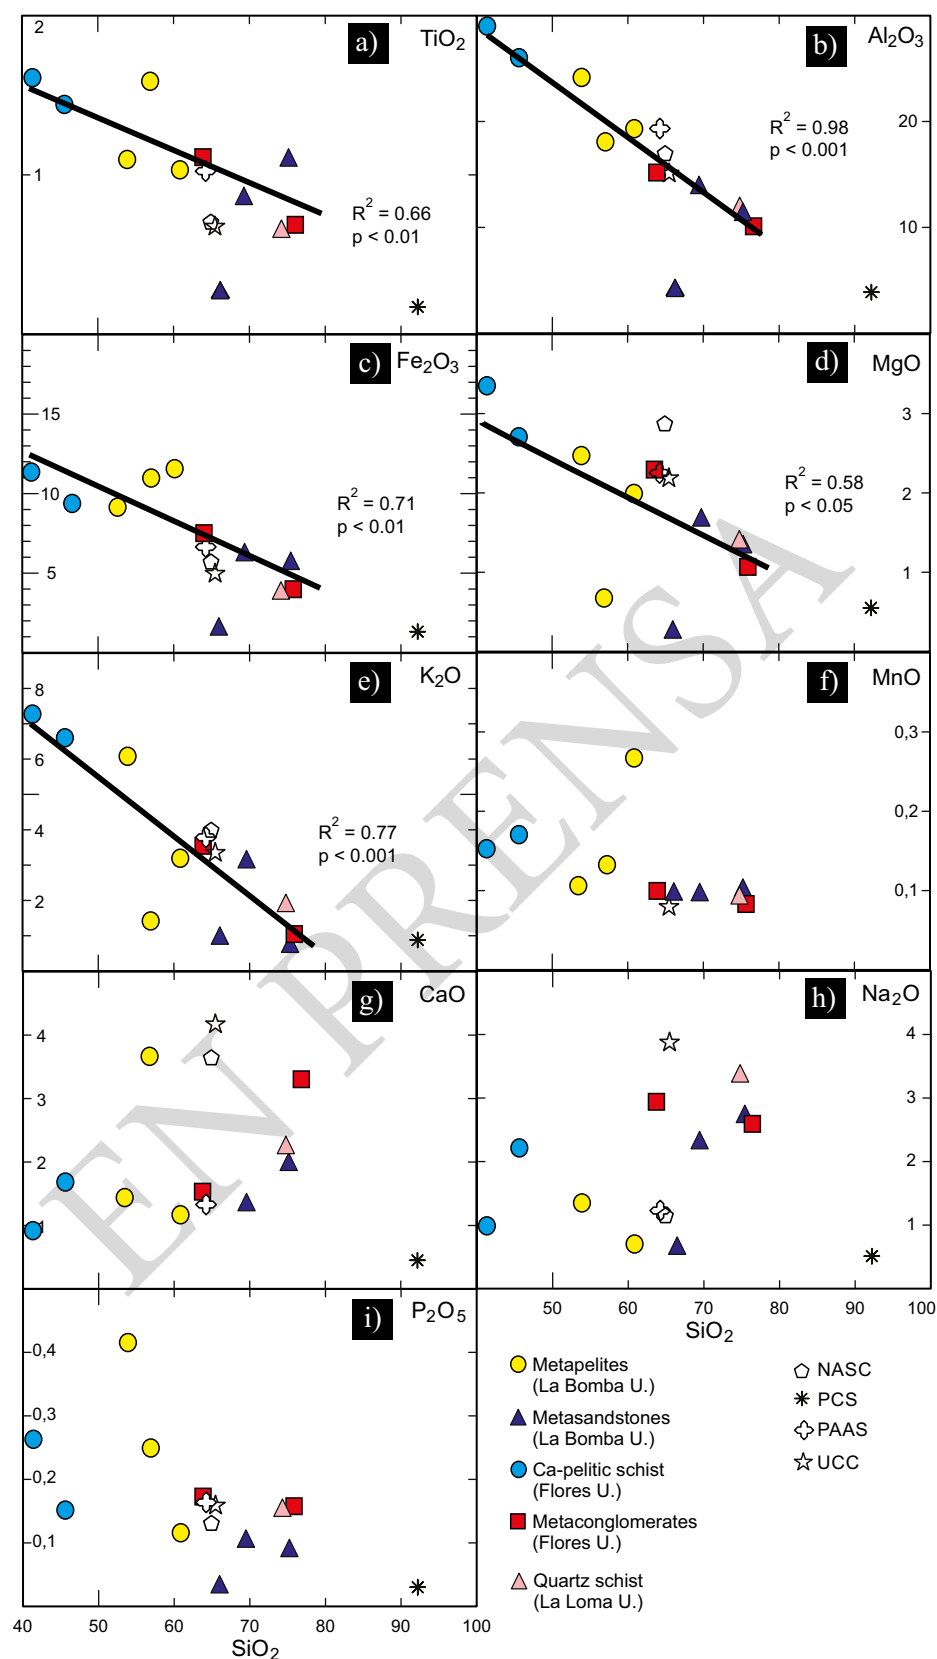 a) TiO₂
2
1
R² = 0.66
p < 0.01
b) Al₂O₃
20
10
R² = 0.98
p < 0.001
c) Fe₂O₃
15
10
5
R² = 0.71
p < 0.01
d) MgO
3
2
1
R² = 0.58
p < 0.05
e) K₂O
8
6
4
2
R² = 0.77
p < 0.001
f) MnO
0,3
0,2
0,1
g) CaO
4
3
2
1
h) Na₂O
4
3
2
1
50 60 70 80 90 100
SiO₂
i) P₂O₅
0,4
0,3
0,2
0,1
40 50 60 70 80 90 100
SiO₂
Metapelites
(La Bomba U.)
Metasandstones
(La Bomba U.)
Ca-pelitic schist
(Flores U.)
Metaconglomerates
(Flores U.)
Quartz schist
(La Loma U.)
NASC
PCS
PAAS
UCC
EN PRENSA